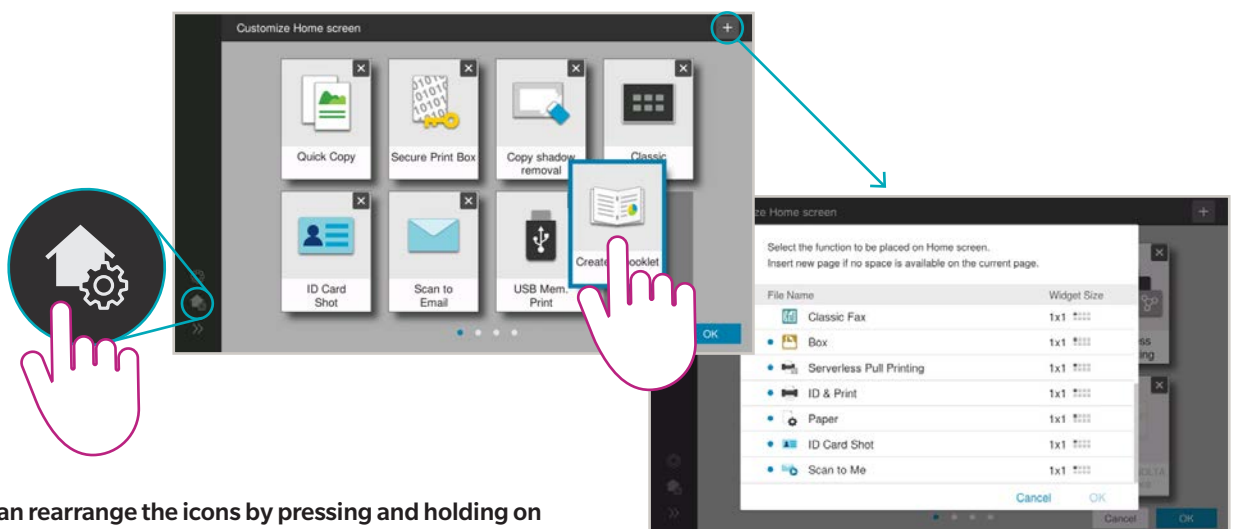 Customize Home screen
+
Quick Copy
Secure Print Box
Copy shadow
removal
Classic
ID Card
Shot
Scan to
Email
USB Mem.
Print
Create
ooklet
OK
ze Home screen
+
Select the function to be placed on Home screen.
Insert new page if no space is available on the current page.
File Name Widget Size
Classic Fax 1x1
Box 1x1
Serverless Pull Printing 1x1
ID & Print 1x1
Paper 1x1
ID Card Shot 1x1
Scan to Me 1x1
Cancel OK
ss
ing
OLTA
Cancel OK
an rearrange the icons by pressing and holding on